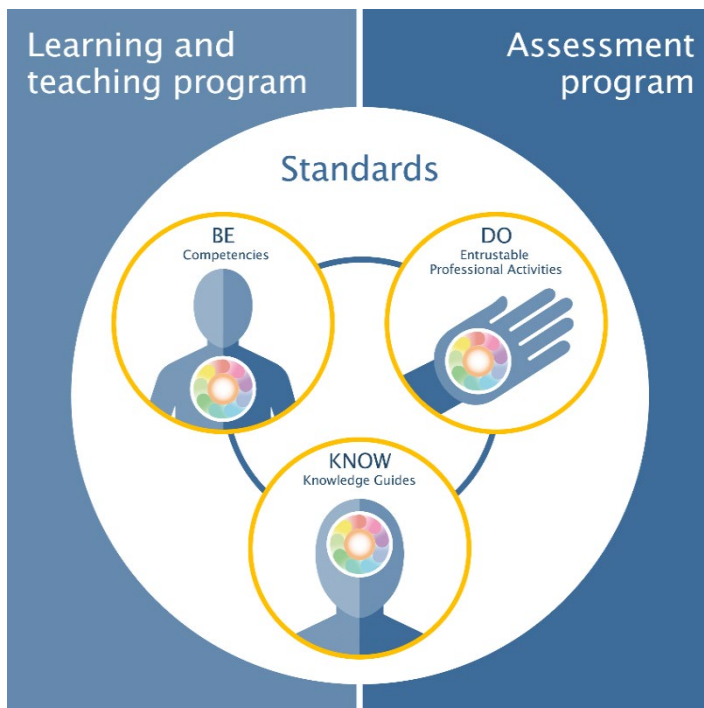 Learning and
teaching program
Assessment
program
Standards
BE
Competencies
DO
Entrustable
Professional Activities
KNOW
Knowledge Guides